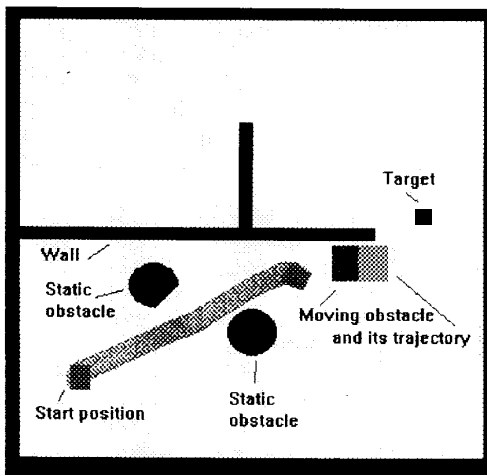 Target
Wall
Static
obstacle
Moving obstacle
and its trajectory
Static
obstacle
Start position